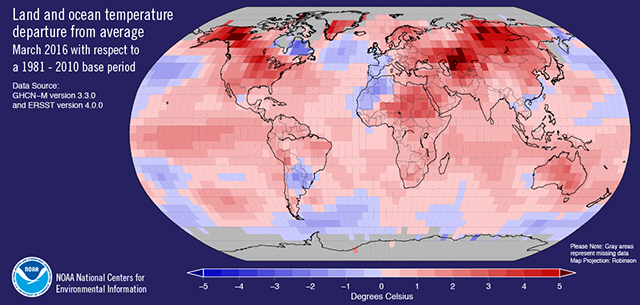 Land and ocean temperature
departure from average
March 2016 with respect to
a 1981 - 2010 base period
Data Source:
GHCN-M version 3.3.0
and ERSST version 4.0.0
Please Note: Gray areas
represent missing data
Map Projection: Robinson
NOAA
NOAA National Centers for
Environmental Information
-5 -4 -3 -2 -1 0 1 2 3 4 5
Degrees Celsius